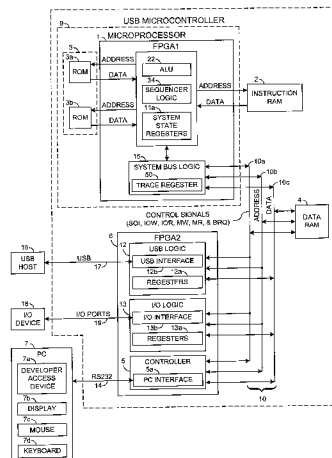 9
USB MICROCONTROLLER
1
MICROPROCESSOR
3
3a
ROM
ADDRESS
DATA
FPGA1
22
ALU
34
SEQUENCER
LOGIC
11a
SYSTEM
STATE
REGISTERS
ADDRESS
DATA
2
INSTRUCTION
RAM
3b
ROM
ADDRESS
DATA
15
SYSTEM BUS LOGIC
50
TRACE REGISTER
10a
10b
10c
ADDRESS
DATA
CONTROL SIGNALS
(SOI, IOW, IOR, MW, MR, & BRQ)
4
DATA
RAM
6
FPGA2
12
USB LOGIC
USB INTERFACE
12b
12a
REGISTERS
16
USB
HOST
USB
17
13
I/O LOGIC
I/O INTERFACE
13b
13a
REGISTERS
18
I/O
DEVICE
I/O PORTS
19
5
CONTROLLER
5a
PC INTERFACE
10
RS232
14
7
PC
7a
DEVELOPER
ACCESS
DEVICE
7b
DISPLAY
7c
MOUSE
7d
KEYBOARD